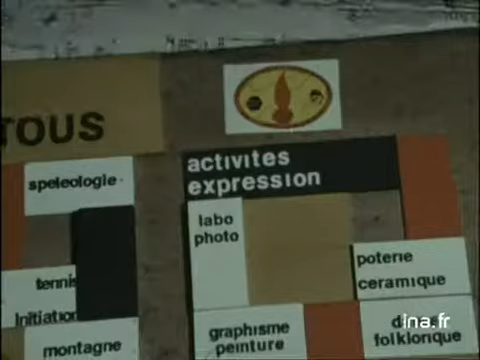 TOUS
speleologie
activites
expression
labo
photo
tennis
Initiation
montagne
poterie
ceramique
graphisme
peinture
folklorique
ina.fr